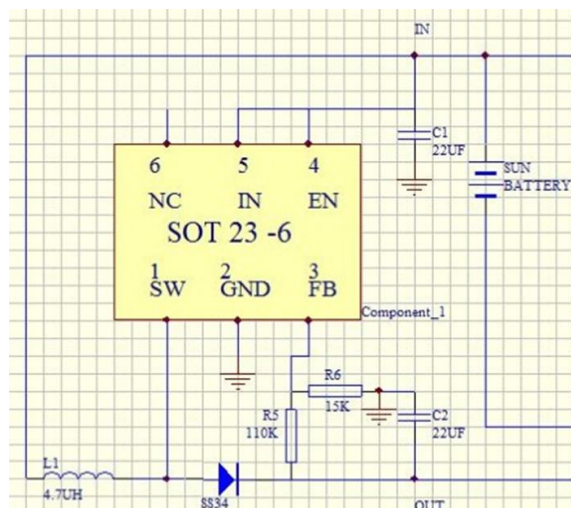 IN
C1
22UF
6
5
4
SUN
BATTERY
NC
IN
EN
SOT 23 -6
1
2
3
SW
GND
FB
Component_1
R6
15K
R5
110K
C2
22UF
L1
4.7UH
SS34
OUT